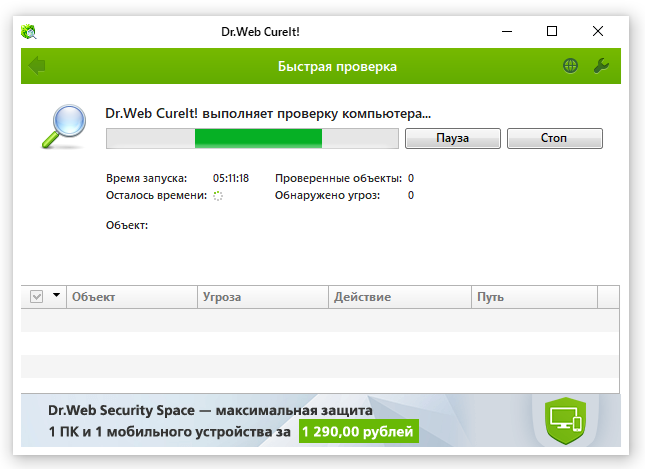 Dr.Web CureIt!
Быстрая проверка
Dr.Web CureIt! выполняет проверку компьютера...
Пауза Стоп
Время запуска: 05:11:18 Проверенные объекты: 0
Осталось времени: Обнаружено угроз: 0
Объект:
Объект Угроза Действие Путь
Dr.Web Security Space — максимальная защита
1 ПК и 1 мобильного устройства за 1 290,00 рублей